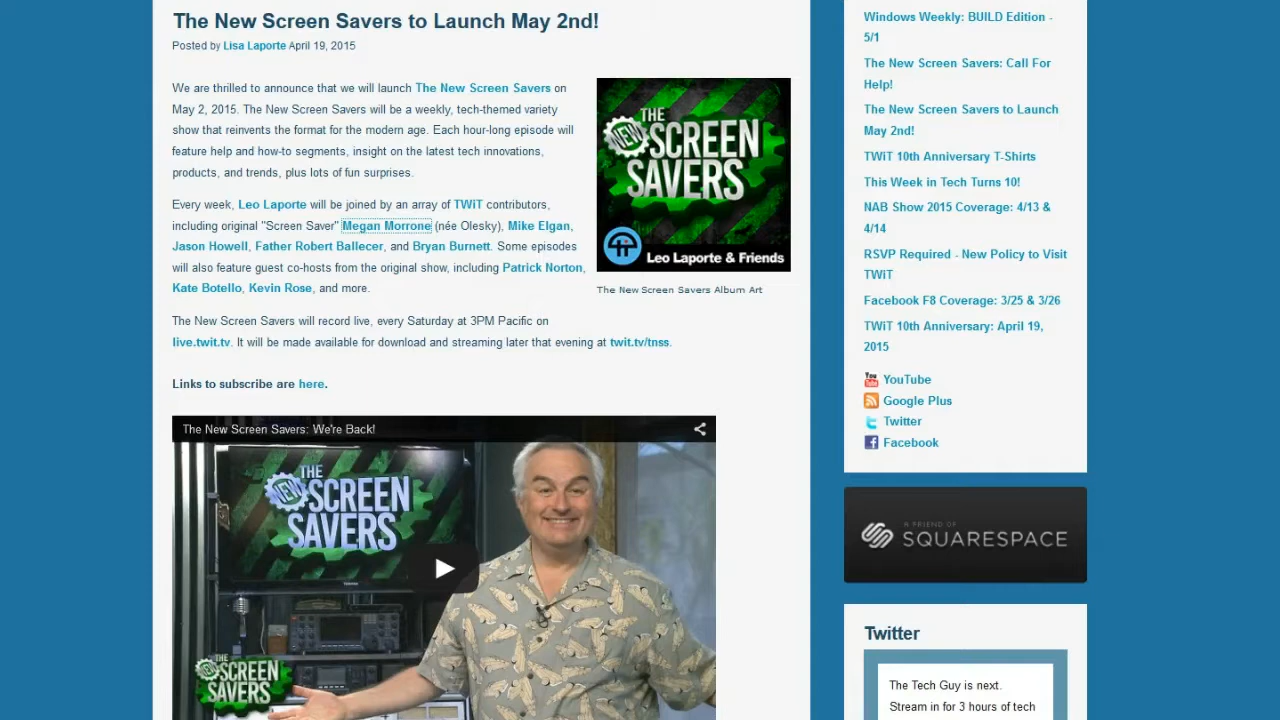 The New Screen Savers to Launch May 2nd!
Posted by Lisa Laporte April 19, 2015
We are thrilled to announce that we will launch The New Screen Savers on
May 2, 2015. The New Screen Savers will be a weekly, tech-themed variety
show that reinvents the format for the modern age. Each hour-long episode will
feature help and how-to segments, insight on the latest tech innovations,
products, and trends, plus lots of fun surprises.
Every week, Leo Laporte will be joined by an array of TWiT contributors,
including original "Screen Saver" Megan Morrone (née Olesky), Mike Elgan,
Jason Howell, Father Robert Ballecer, and Bryan Burnett. Some episodes
will also feature guest co-hosts from the original show, including Patrick Norton,
Kate Botello, Kevin Rose, and more.
THE
NEW SCREEN
SAVERS
Leo Laporte & Friends
The New Screen Savers Album Art
The New Screen Savers will record live, every Saturday at 3PM Pacific on
live.twit.tv. It will be made available for download and streaming later that evening at twit.tv/tnss.
Links to subscribe are here.
The New Screen Savers: We're Back!
THE
NEW SCREEN
SAVERS
THE
NEW SCREEN
SAVERS
Windows Weekly: BUILD Edition -
5/1
The New Screen Savers: Call For
Help!
The New Screen Savers to Launch
May 2nd!
TWiT 10th Anniversary T-Shirts
This Week in Tech Turns 10!
NAB Show 2015 Coverage: 4/13 &
4/14
RSVP Required - New Policy to Visit
TWiT
Facebook F8 Coverage: 3/25 & 3/26
TWiT 10th Anniversary: April 19,
2015
You
Tube
YouTube
Google Plus
Twitter
Facebook
A FRIEND OF
SQUARESPACE
Twitter
The Tech Guy is next.
Stream in for 3 hours of tech